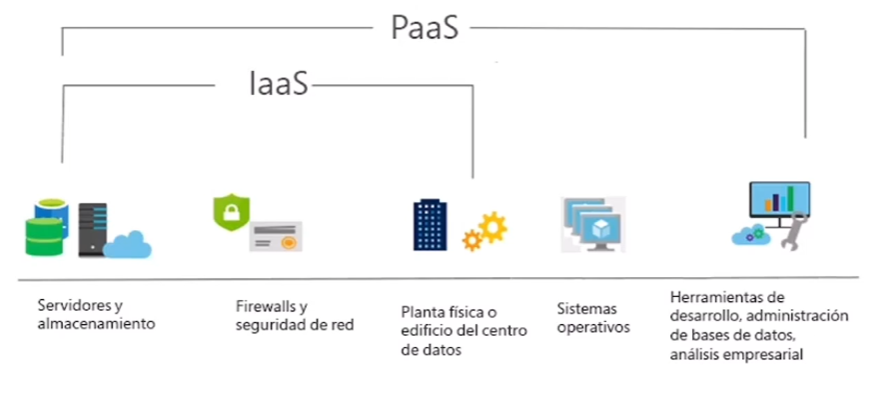 PaaS
IaaS
Servidores y
almacenamiento
Firewalls y
seguridad de red
Planta física o
edificio del centro
de datos
Sistemas
operativos
Herramientas de
desarrollo, administración
de bases de datos,
análisis empresarial